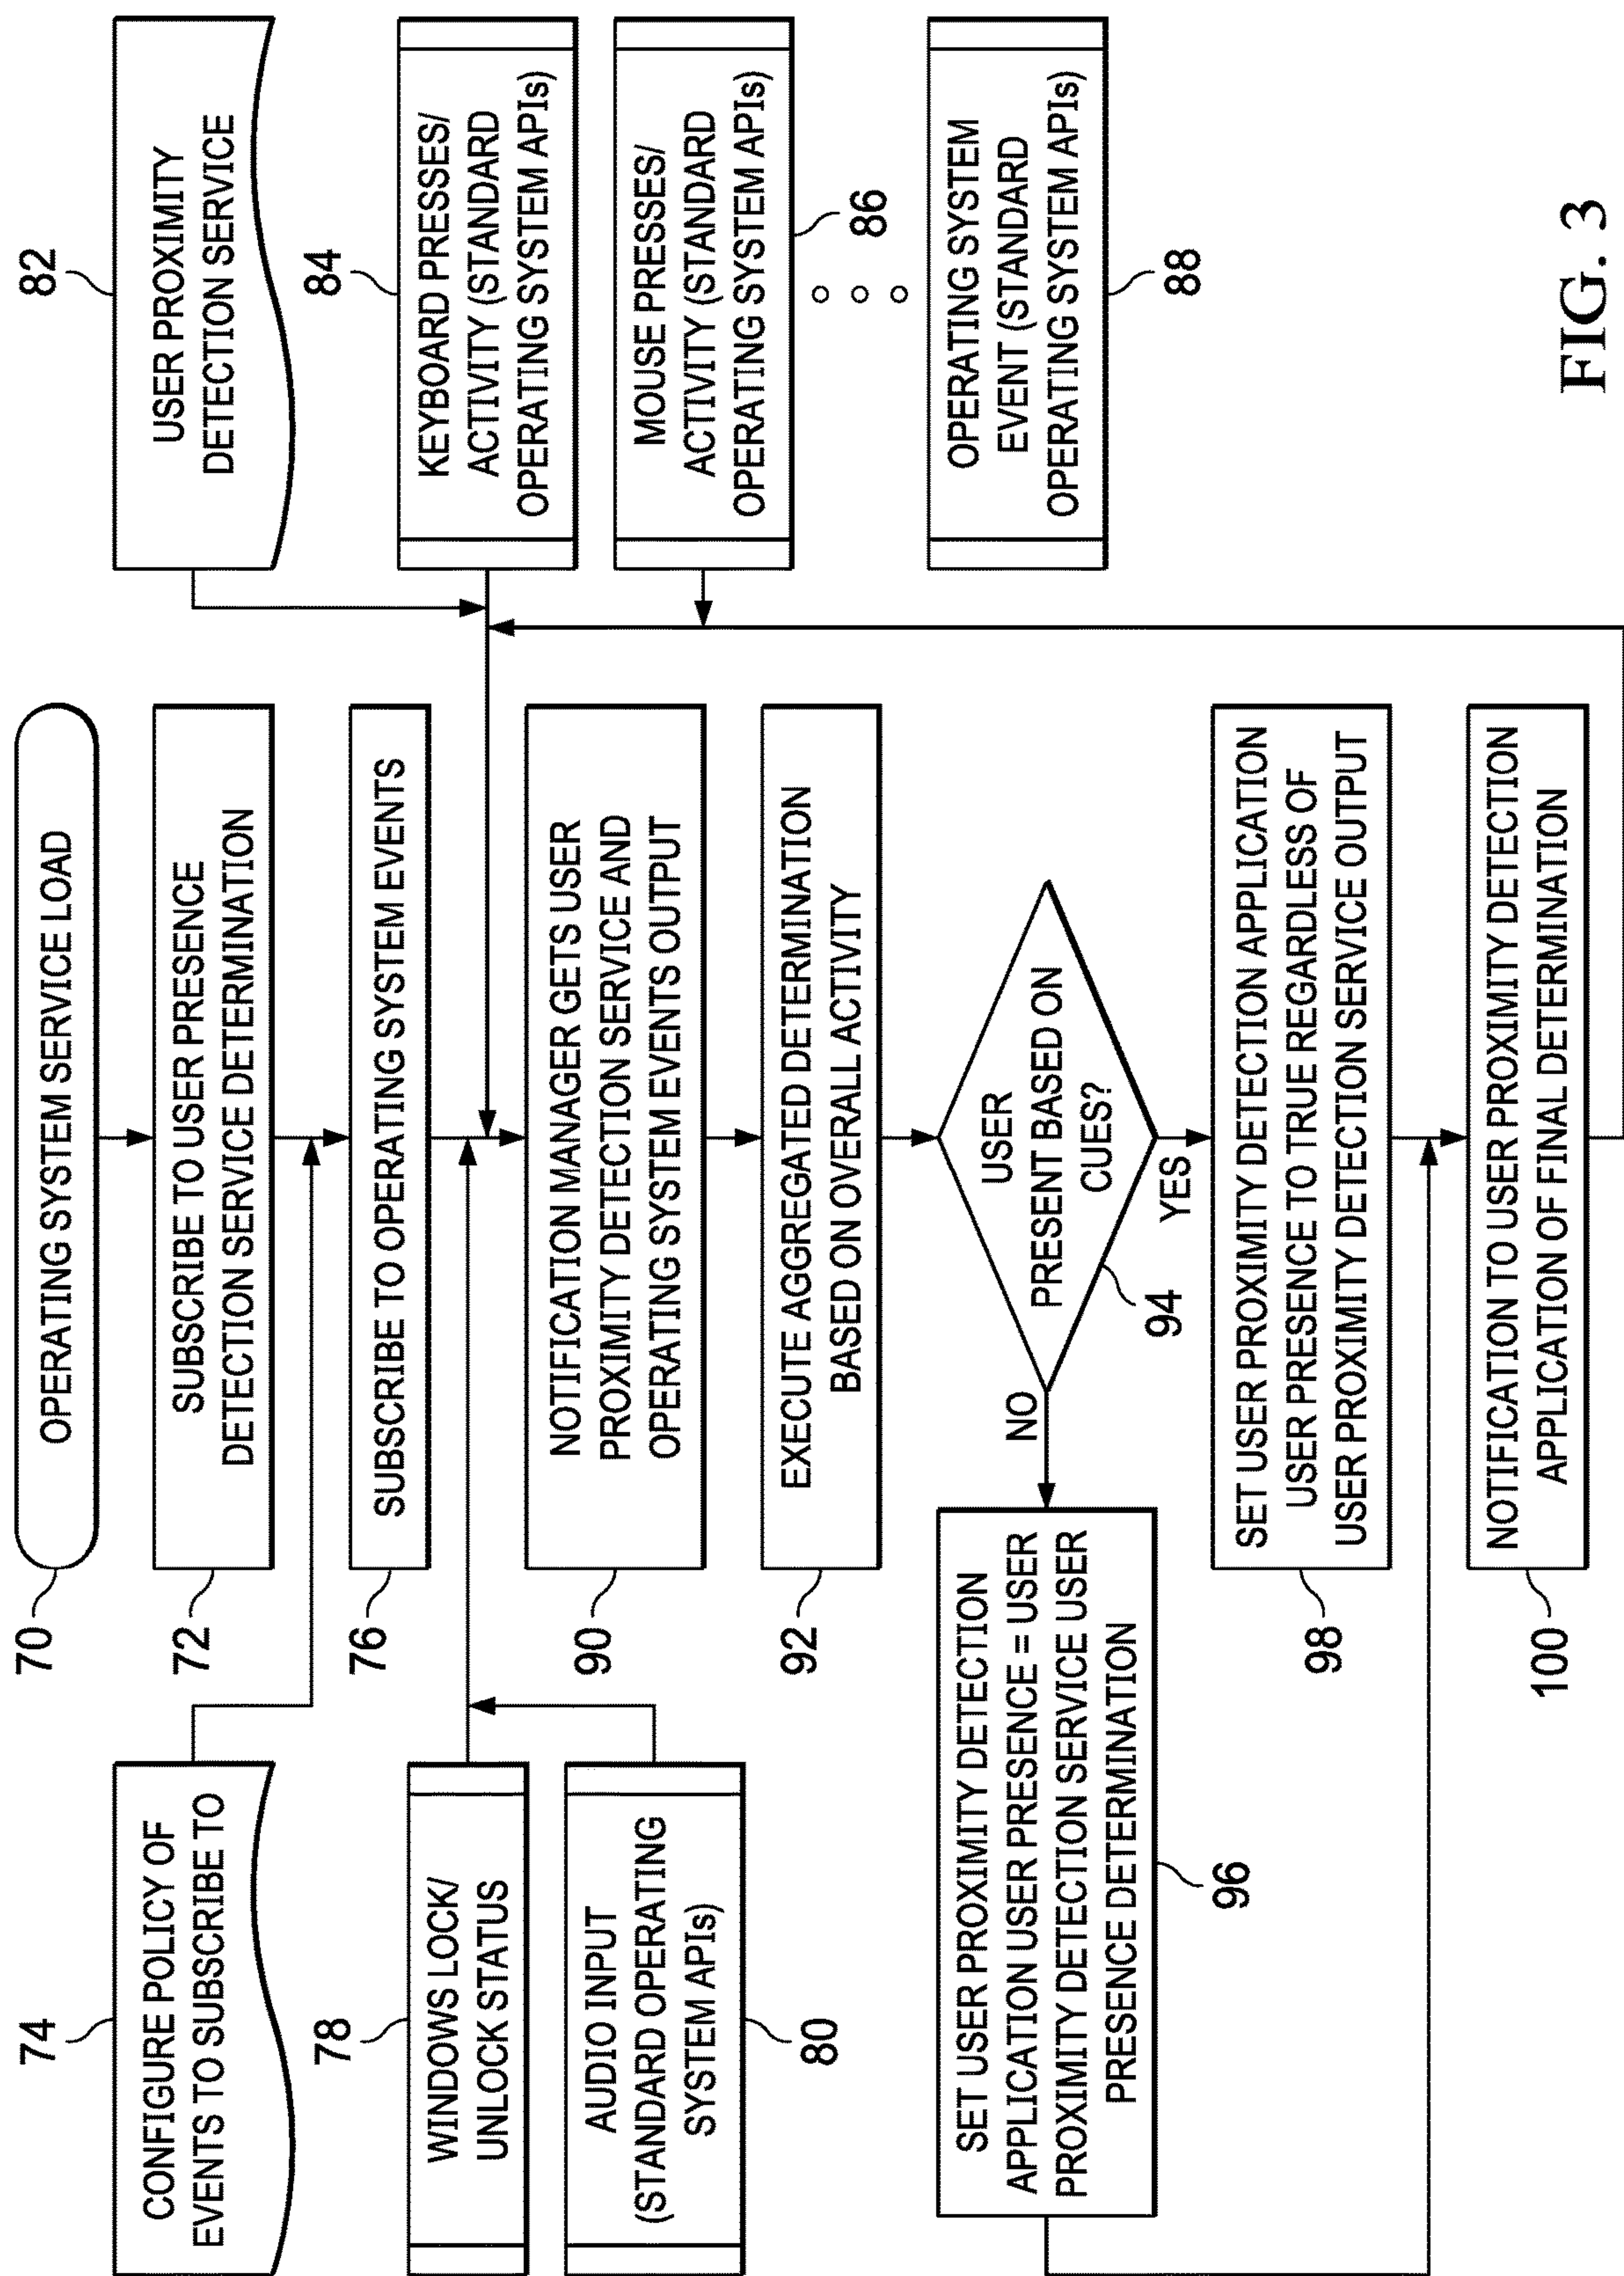 70
OPERATING SYSTEM SERVICE LOAD
72
SUBSCRIBE TO USER PRESENCE
DETECTION SERVICE DETERMINATION
74
CONFIGURE POLICY OF
EVENTS TO SUBSCRIBE TO
76
SUBSCRIBE TO OPERATING SYSTEM EVENTS
78
WINDOWS LOCK/
UNLOCK STATUS
80
AUDIO INPUT
(STANDARD OPERATING
SYSTEM APIs)
82
USER PROXIMITY
DETECTION SERVICE
84
KEYBOARD PRESSES/
ACTIVITY (STANDARD
OPERATING SYSTEM APIs)
MOUSE PRESSES/
ACTIVITY (STANDARD
OPERATING SYSTEM APIs)
86
OPERATING SYSTEM
EVENT (STANDARD
OPERATING SYSTEM APIs)
88
90
NOTIFICATION MANAGER GETS USER
PROXIMITY DETECTION SERVICE AND
OPERATING SYSTEM EVENTS OUTPUT
92
EXECUTE AGGREGATED DETERMINATION
BASED ON OVERALL ACTIVITY
USER
PRESENT BASED ON
CUES?
94
NO
YES
SET USER PROXIMITY DETECTION
APPLICATION USER PRESENCE = USER
PROXIMITY DETECTION SERVICE USER
PRESENCE DETERMINATION
96
98
SET USER PROXIMITY DETECTION APPLICATION
USER PRESENCE TO TRUE REGARDLESS OF
USER PROXIMITY DETECTION SERVICE OUTPUT
100
NOTIFICATION TO USER PROXIMITY DETECTION
APPLICATION OF FINAL DETERMINATION
FIG. 3